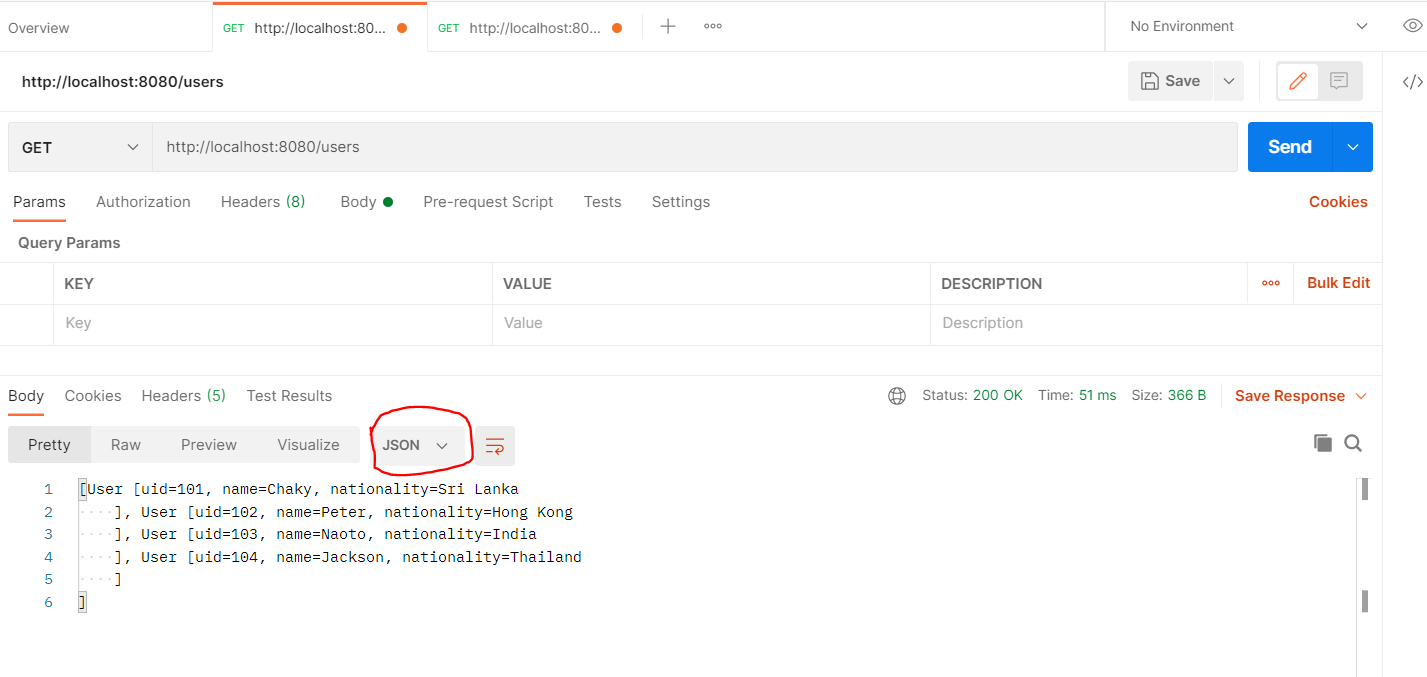 Overview GET http://localhost:80... GET http://localhost:80... No Environment
http://localhost:8080/users Save
GET http://localhost:8080/users Send
Params Authorization Headers (8) Body Pre-request Script Tests Settings Cookies
Query Params
KEY VALUE DESCRIPTION Bulk Edit
Key Value Description
Body Cookies Headers (5) Test Results Status: 200 OK Time: 51 ms Size: 366 B Save Response
Pretty Raw Preview Visualize JSON
1 [User [uid=101, name=Chaky, nationality=Sri Lanka
2 ····], User [uid=102, name=Peter, nationality=Hong Kong
3 ····], User [uid=103, name=Naoto, nationality=India
4 ····], User [uid=104, name=Jackson, nationality=Thailand
5 ····]
6 ]